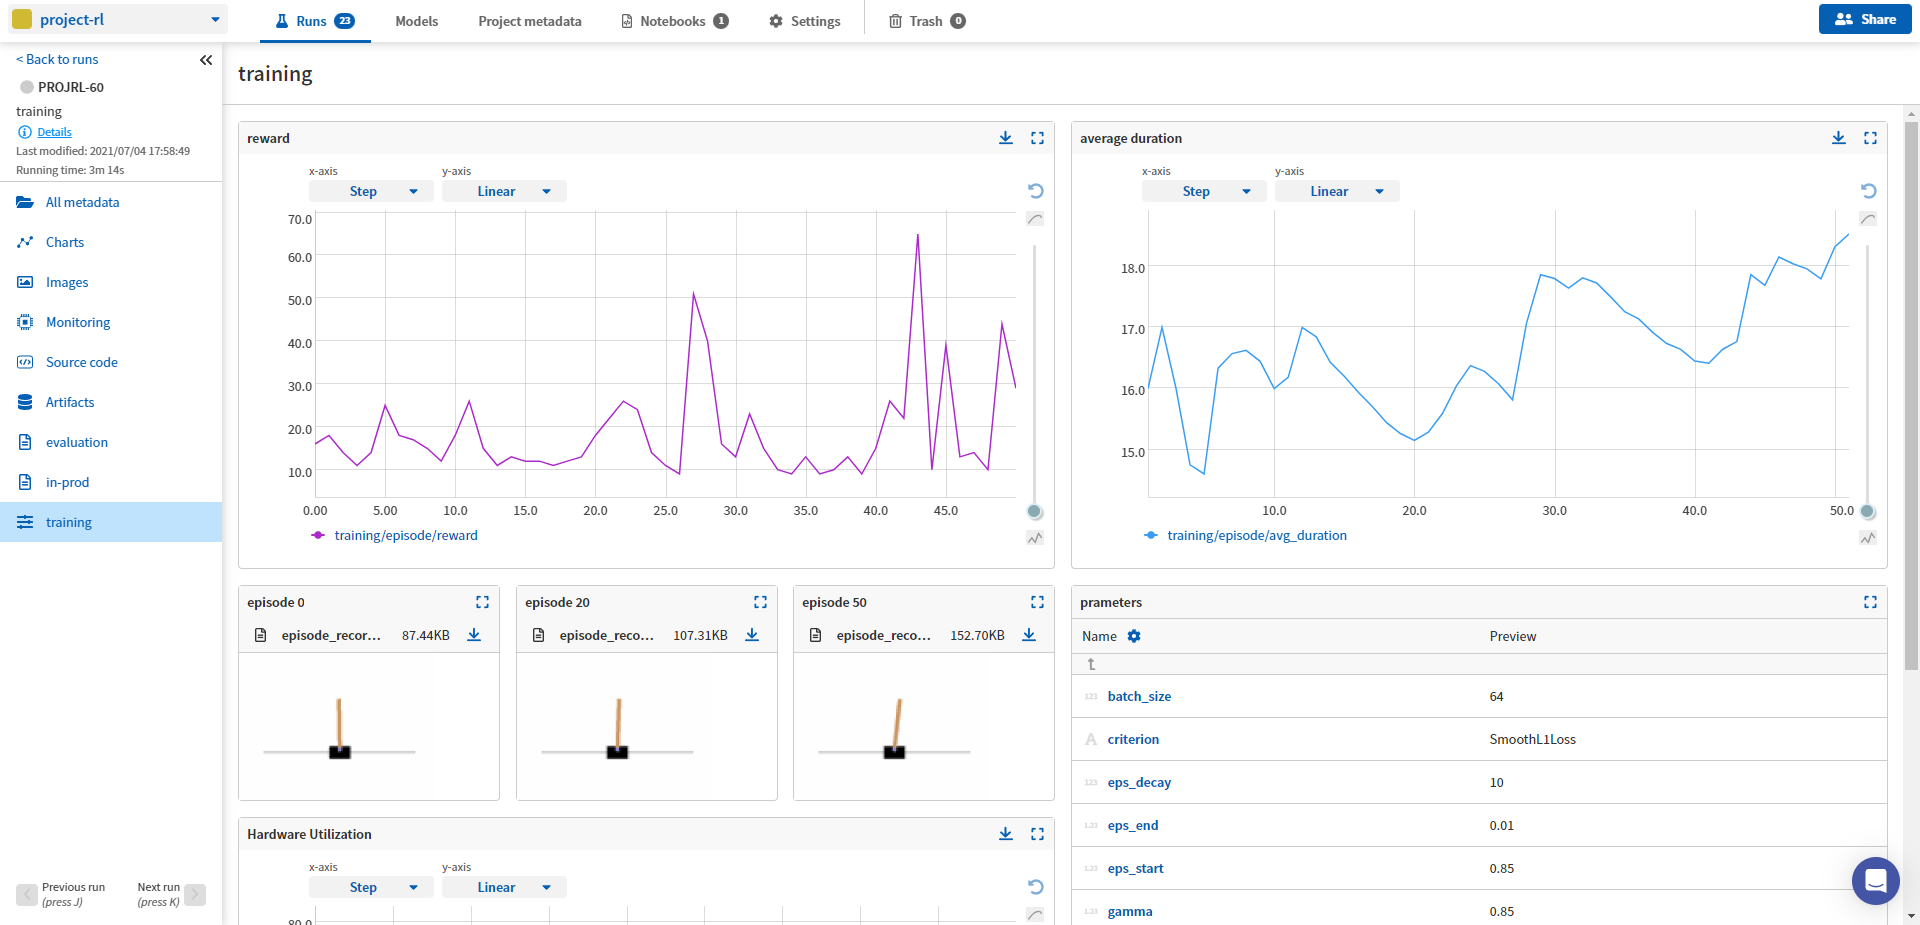 project-rl
Runs 23
Models
Project metadata
Notebooks 1
Settings
Trash 0
Share
< Back to runs
PROJRL-60
training
Details
Last modified: 2021/07/04 17:58:49
Running time: 3m 14s
All metadata
Charts
Images
Monitoring
Source code
Artifacts
evaluation
in-prod
training
Previous run
(press J)
Next run
(press K)
training
reward
x-axis
y-axis
Step
Linear
70.0
60.0
50.0
40.0
30.0
20.0
10.0
0.00 5.00 10.0 15.0 20.0 25.0 30.0 35.0 40.0 45.0
training/episode/reward
average duration
x-axis
y-axis
Step
Linear
18.0
17.0
16.0
15.0
10.0 20.0 30.0 40.0 50.0
training/episode/avg_duration
episode 0
episode_recor... 87.44KB
episode 20
episode_reco... 107.31KB
episode 50
episode_reco... 152.70KB
prameters
Name Preview
123 batch_size 64
A criterion SmoothL1Loss
123 eps_decay 10
1.23 eps_end 0.01
1.23 eps_start 0.85
1.23 gamma 0.85
Hardware Utilization
x-axis
y-axis
Step
Linear
80.0